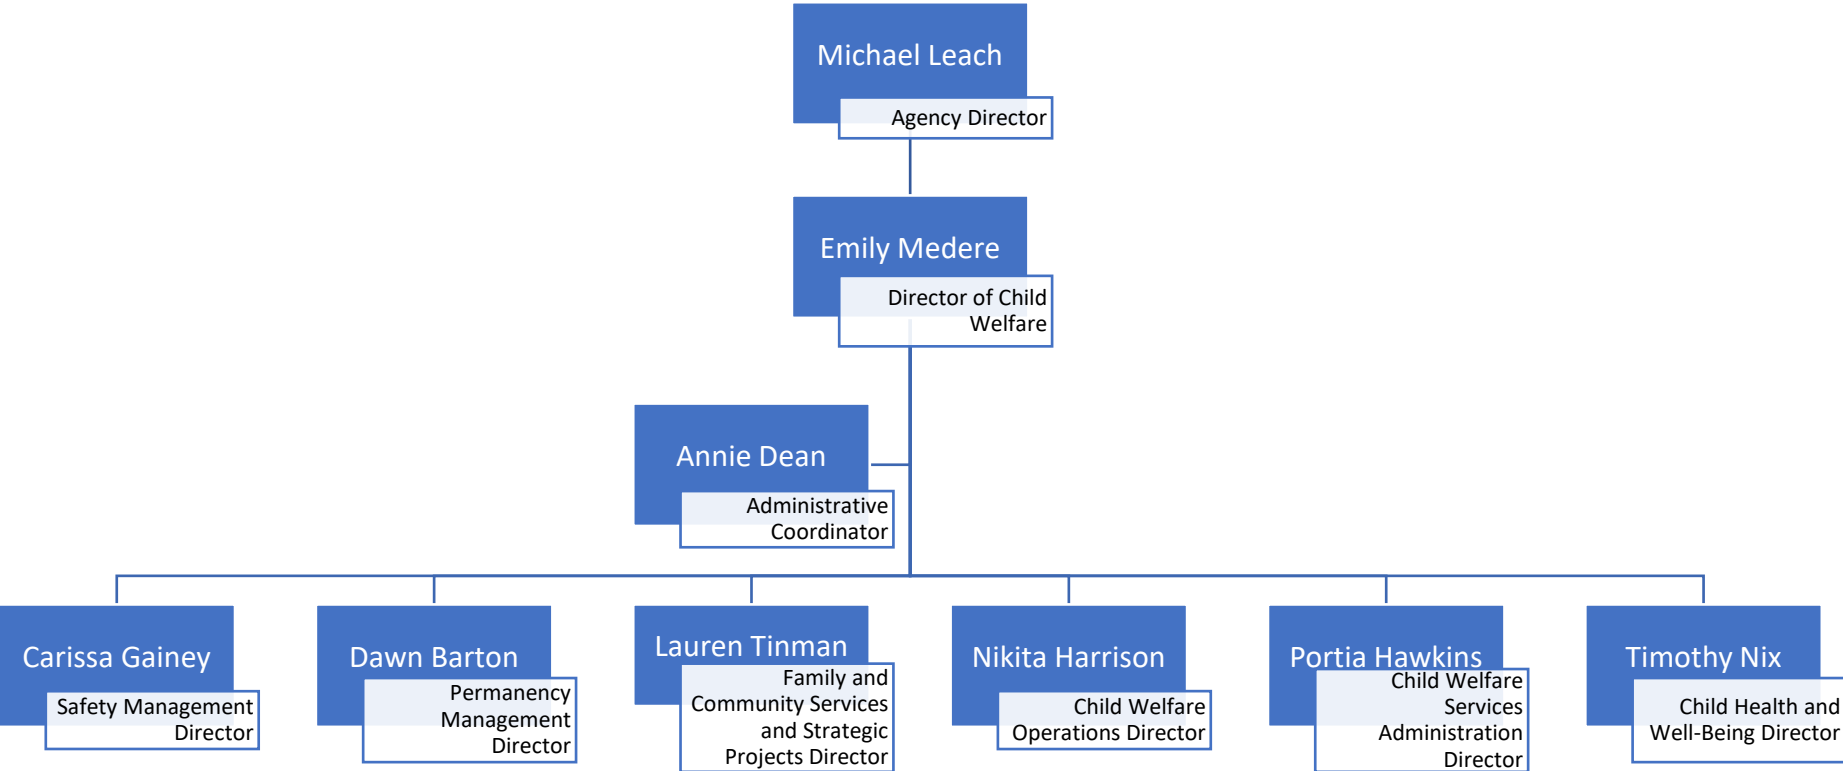 Michael Leach
Agency Director
Emily Medere
Director of Child
Welfare
Annie Dean
Administrative
Coordinator
Carissa Gainey
Safety Management
Director
Dawn Barton
Permanency
Management
Director
Lauren Tinman
Family and
Community Services
and Strategic
Projects Director
Nikita Harrison
Child Welfare
Operations Director
Portia Hawkins
Child Welfare
Services
Administration
Director
Timothy Nix
Child Health and
Well-Being Director